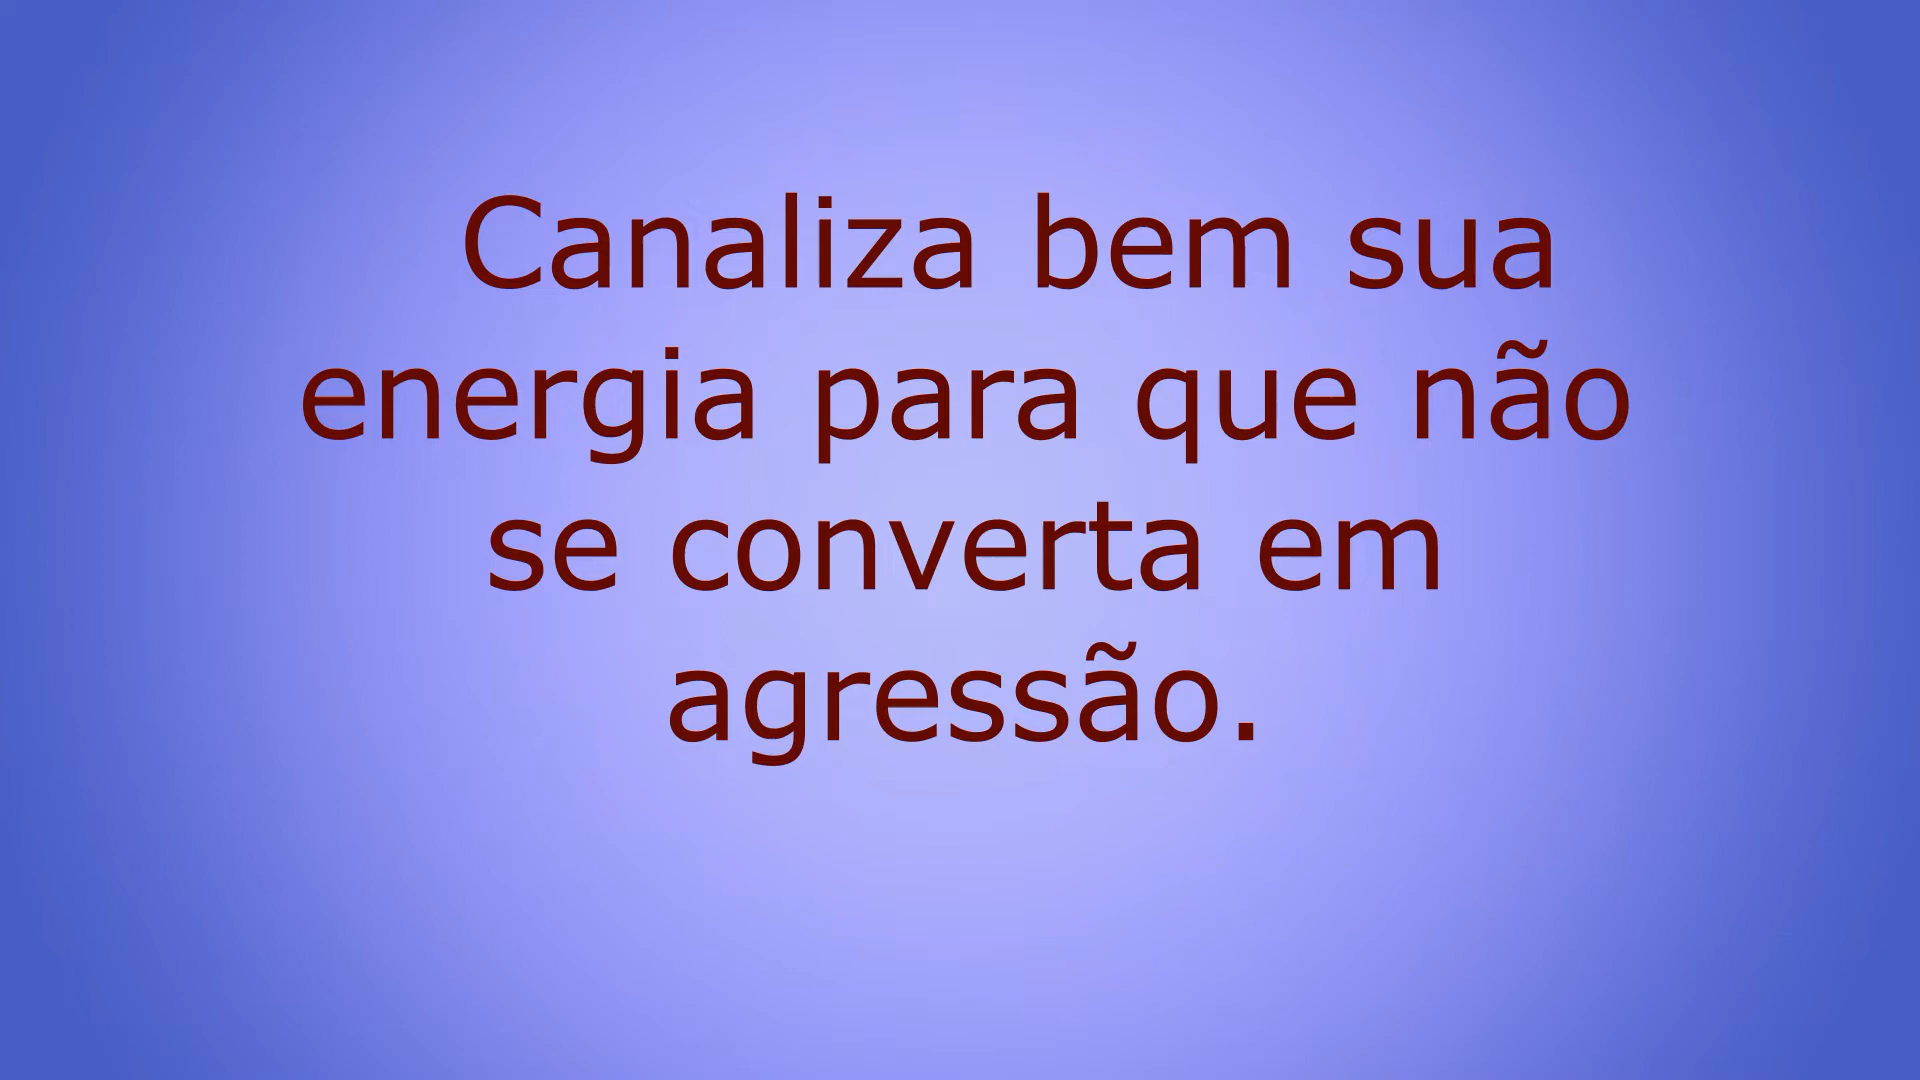 Canaliza bem sua
energia para que não
se converta em
agressão.